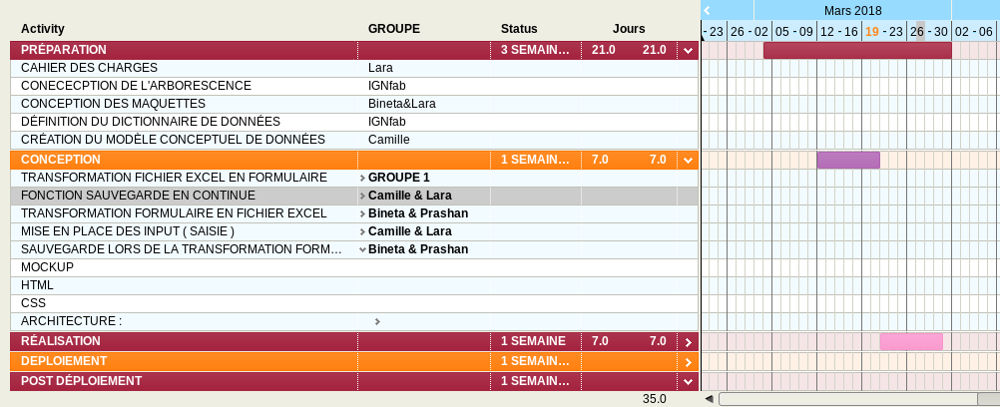 Mars 2018
Activity GROUPE Status Jours - 23 26 - 02 05 - 09 12 - 16 19 - 23 26 - 30 02 - 06
PRÉPARATION 3 SEMAIN... 21.0 21.0
CAHIER DES CHARGES Lara
CONECECPTION DE L'ARBORESCENCE IGNfab
CONCEPTION DES MAQUETTES Bineta&Lara
DÉFINITION DU DICTIONNAIRE DE DONNÉES IGNfab
CRÉATION DU MODÈLE CONCEPTUEL DE DONNÉES Camille
CONCEPTION 1 SEMAIN... 7.0 7.0
TRANSFORMATION FICHIER EXCEL EN FORMULAIRE GROUPE 1
FONCTION SAUVEGARDE EN CONTINUE Camille & Lara
TRANSFORMATION FORMULAIRE EN FICHIER EXCEL Bineta & Prashan
MISE EN PLACE DES INPUT ( SAISIE ) Camille & Lara
SAUVEGARDE LORS DE LA TRANSFORMATION FORM... Bineta & Prashan
MOCKUP
HTML
CSS
ARCHITECTURE :
RÉALISATION 1 SEMAINE 7.0 7.0
DEPLOIEMENT 1 SEMAIN...
POST DÉPLOIEMENT 1 SEMAIN...
35.0